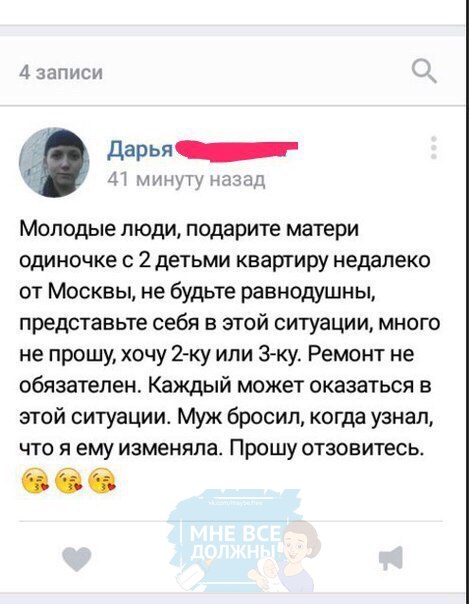 4 записи
Дарья
41 минуту назад
Молодые люди, подарите матери
одиночке с 2 детьми квартиру недалеко
от Москвы, не будьте равнодушны,
представьте себя в этой ситуации, много
не прошу, хочу 2-ку или 3-ку. Ремонт не
обязателен. Каждый может оказаться в
этой ситуации. Муж бросил, когда узнал,
что я ему изменяла. Прошу отзовитесь.
😘😘😘
МНЕ ВСЕ
ДОЛЖНЫ